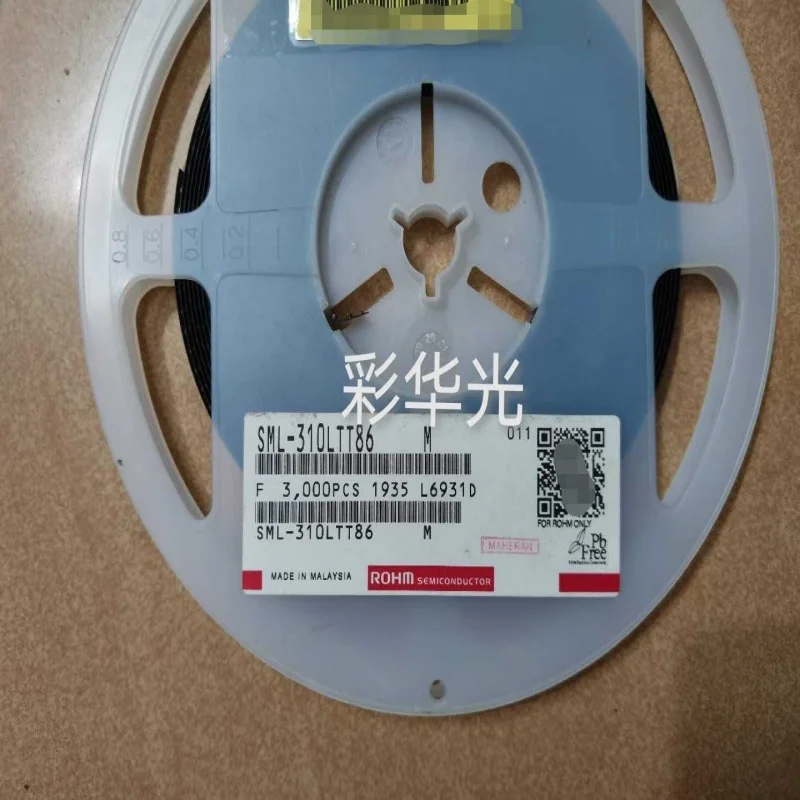 0.8 0.6 0.4 0.2
彩华光
SML-310LTT86 M 011
F 3,000PCS 1935 L6931D
FOR ROHM ONLY
SML-310LTT86 M
MAHERAN
Pb
Free
MADE IN MALAYSIA ROHM SEMICONDUCTOR